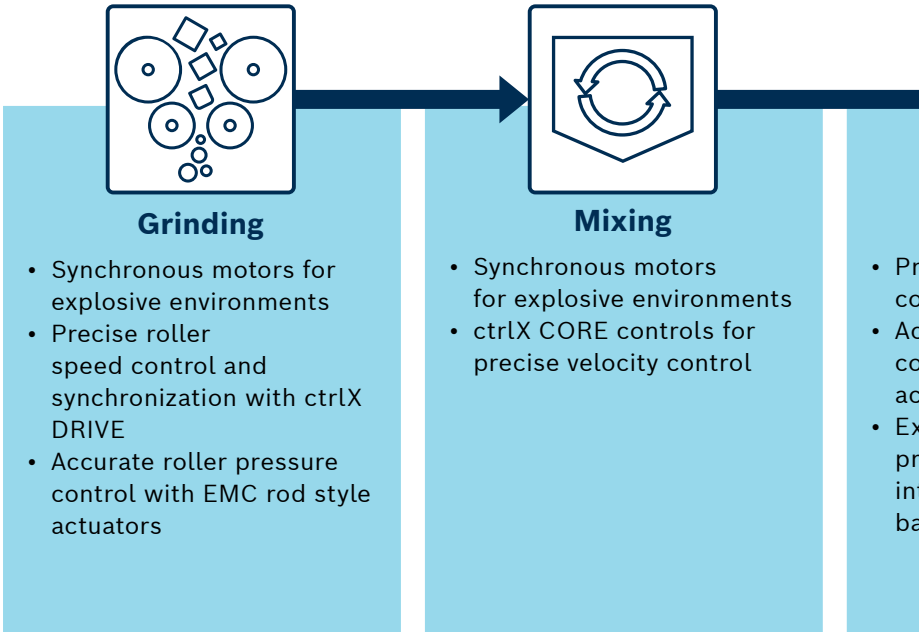 Grinding
• Synchronous motors for
explosive environments
• Precise roller
speed control and
synchronization with ctrlX
DRIVE
• Accurate roller pressure
control with EMC rod style
actuators
Mixing
• Synchronous motors
for explosive environments
• ctrlX CORE controls for
precise velocity control